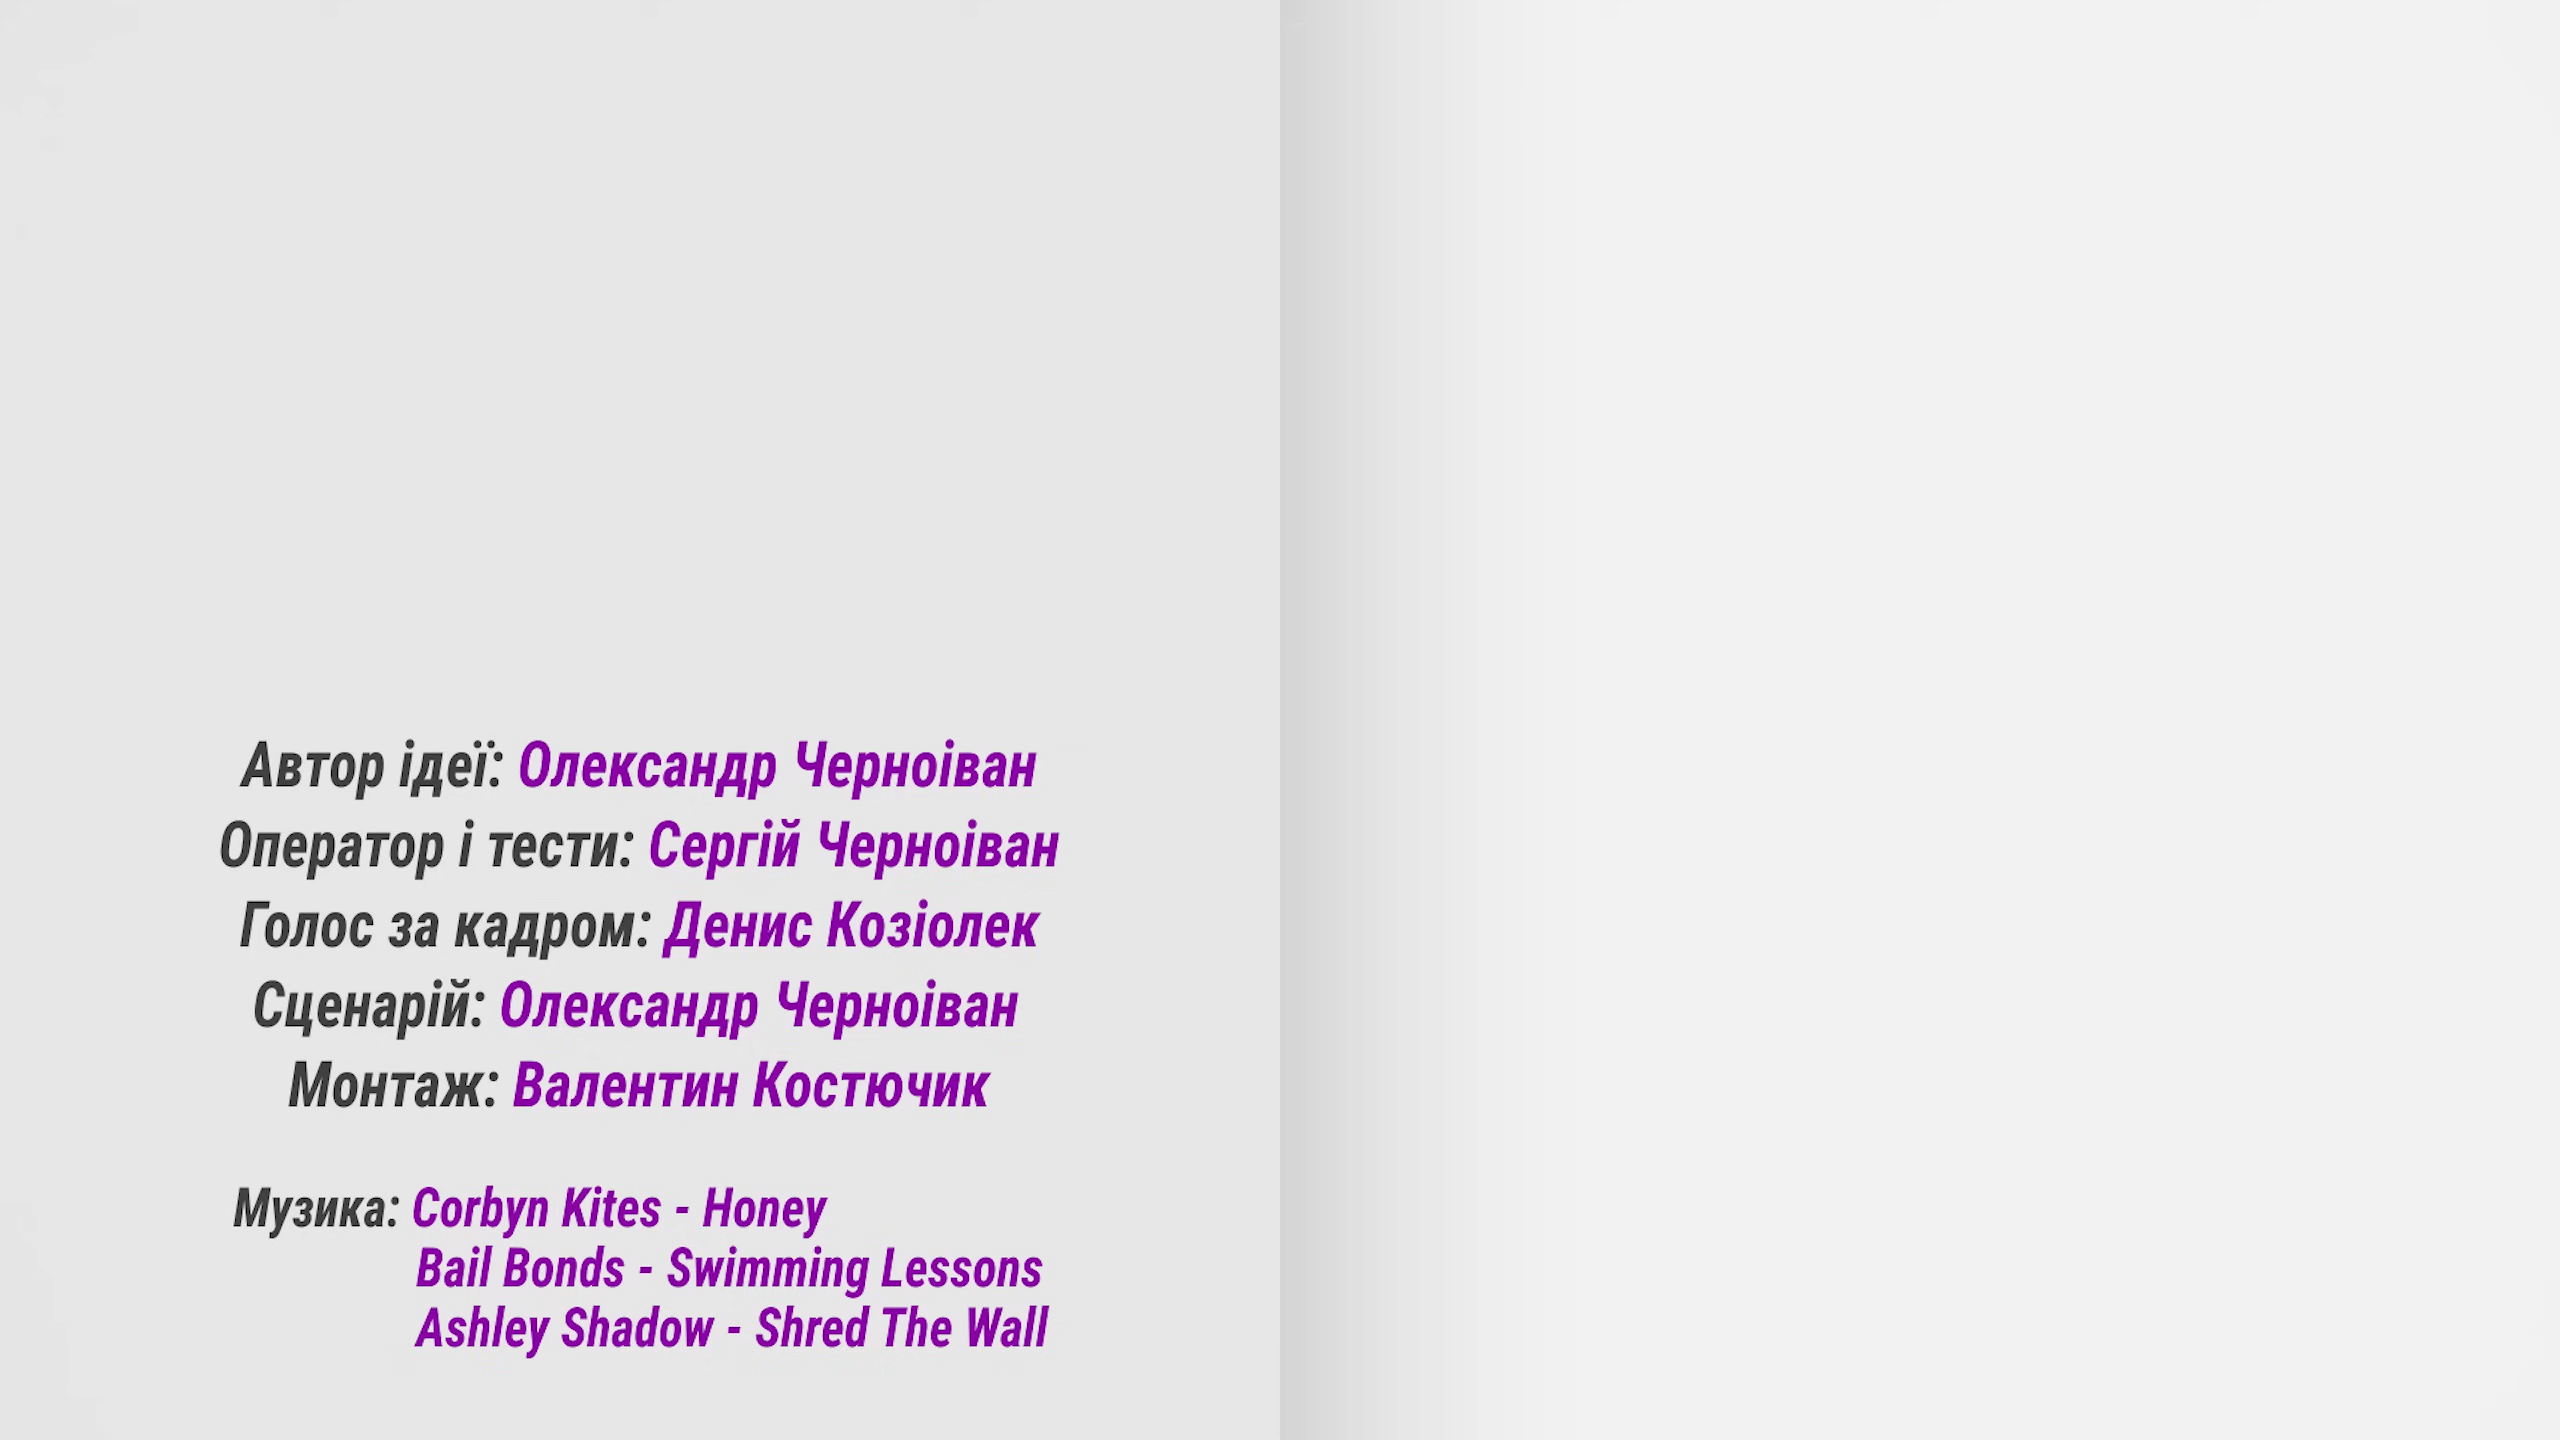 Автор ідеї: Олександр Черноіван
Оператор і тести: Сергій Черноіван
Голос за кадром: Денис Козіолек
Сценарій: Олександр Черноіван
Монтаж: Валентин Костючик
Музика: Corbyn Kites - Honey
Bail Bonds - Swimming Lessons
Ashley Shadow - Shred The Wall